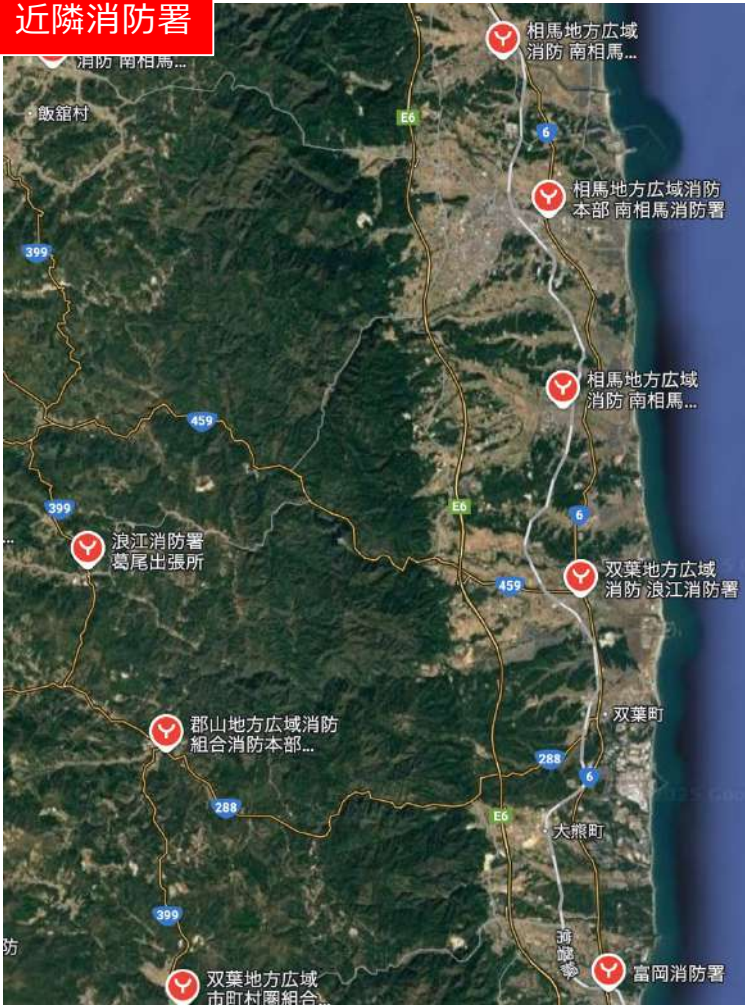 近隣消防署
消防 南相馬...
相馬地方広域
消防 南相馬...
飯舘村
E6
6
相馬地方広域消防
本部 南相馬消防署
399
相馬地方広域
消防 南相馬...
459
399
E6
6
浪江消防署
葛尾出張所
双葉地方広域
消防 浪江消防署
459
郡山地方広域消防
組合消防本部...
双葉町
288
6
288
E6
大熊町
399
防
常磐線
富岡消防署
双葉地方広域
市町村圏組合...